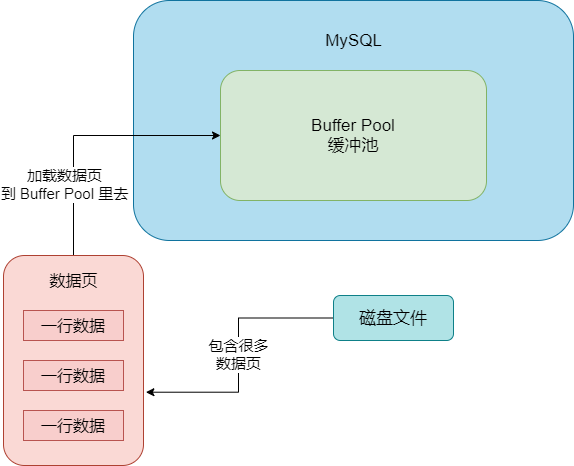 MySQL
Buffer Pool
缓冲池
加载数据页
到 Buffer Pool 里去
数据页
一行数据
一行数据
一行数据
磁盘文件
包含很多
数据页